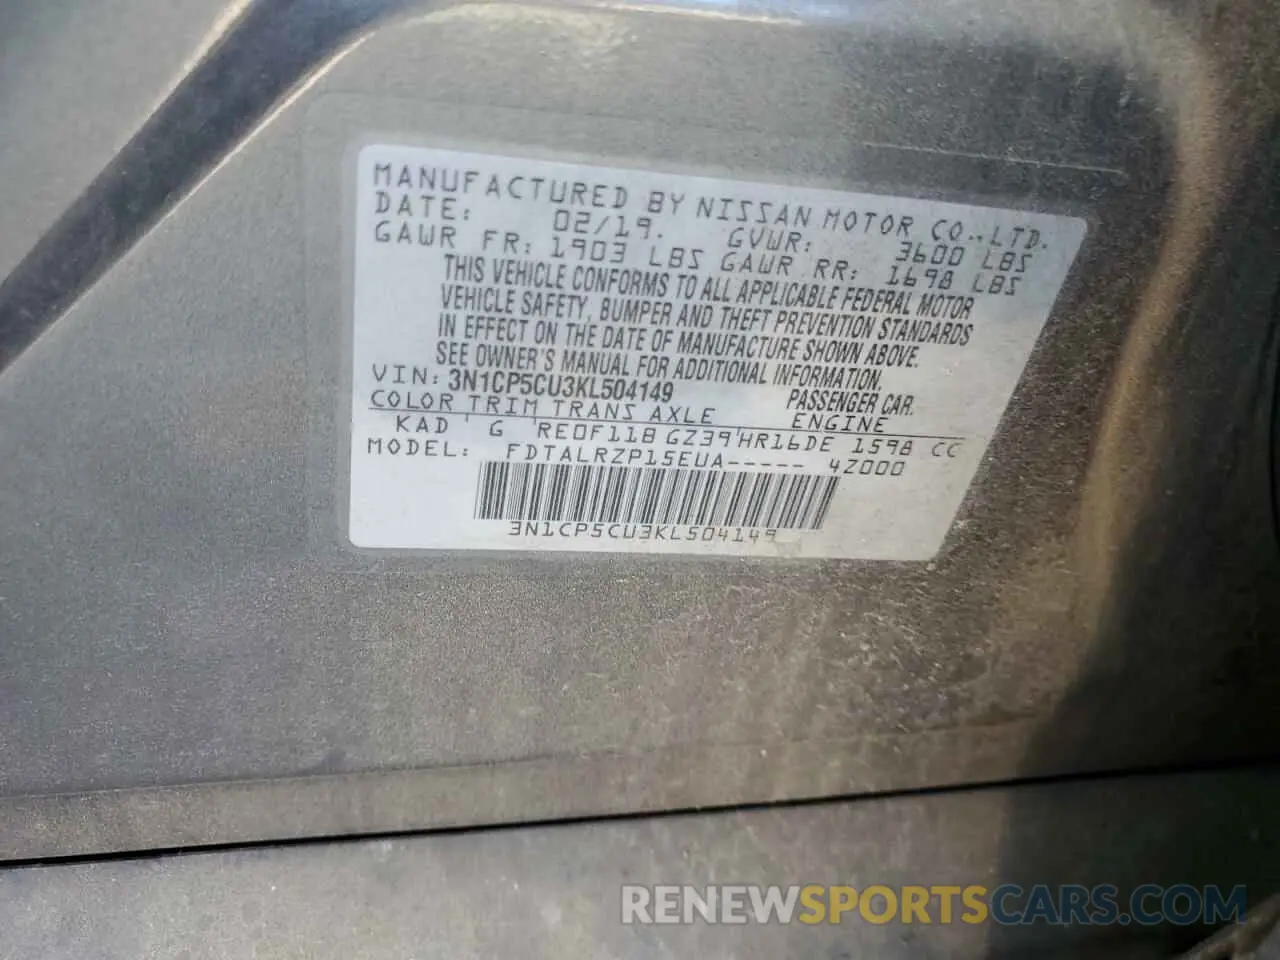 MANUFACTURED BY NISSAN MOTOR CO.,LTD.
DATE: 02/19. GVWR: 3600 LBS
GAWR FR: 1903 LBS GAWR RR: 1698 LBS
THIS VEHICLE CONFORMS TO ALL APPLICABLE FEDERAL MOTOR
VEHICLE SAFETY, BUMPER AND THEFT PREVENTION STANDARDS
IN EFFECT ON THE DATE OF MANUFACTURE SHOWN ABOVE.
SEE OWNER'S MANUAL FOR ADDITIONAL INFORMATION.
VIN: 3N1CP5CU3KL504149 PASSENGER CAR.
COLOR TRIM TRANS AXLE ENGINE
KAD G RE0F11B GZ39 HR16DE 1598 CC
MODEL: FDTALRZP15EUA----- 4Z000
3N1CP5CU3KL504149
RENEWSPORTSCARS.COM